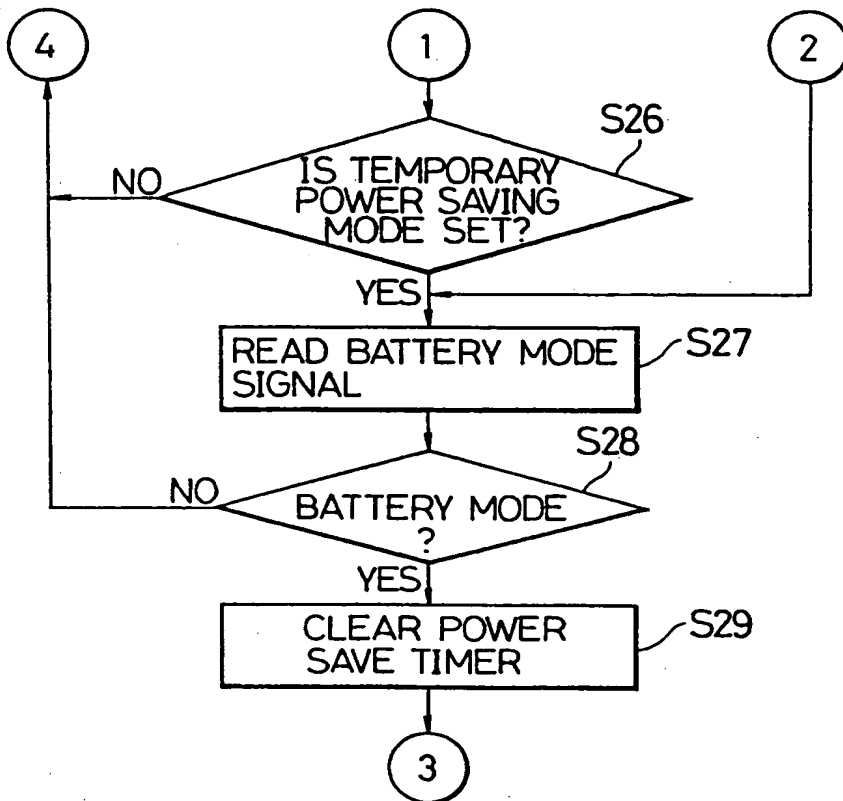 4
1
2
S26
IS TEMPORARY
POWER SAVING
MODE SET?
NO
YES
READ BATTERY MODE
SIGNAL
S27
S28
NO
BATTERY MODE
?
YES
CLEAR POWER
SAVE TIMER
S29
3